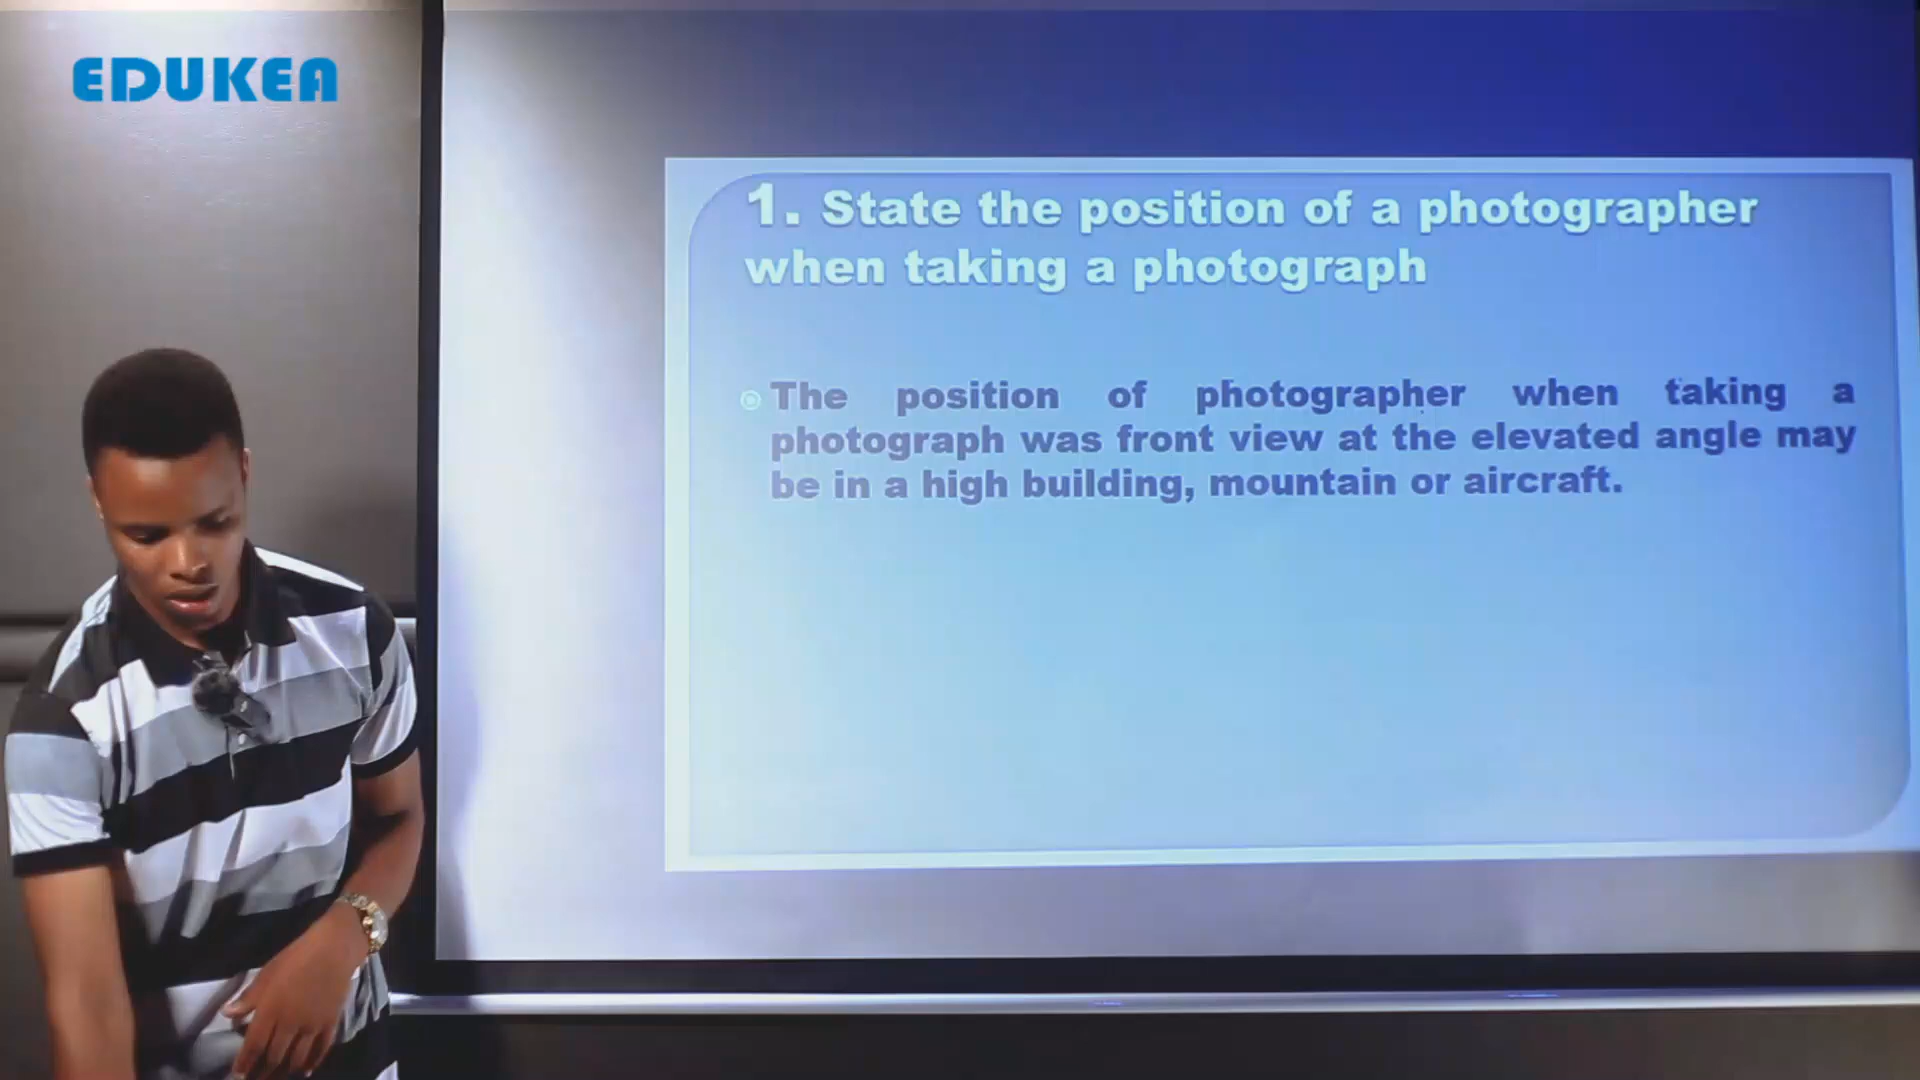 EDUKEA
1. State the position of a photographer
when taking a photograph
The position of photographer when taking a
photograph was front view at the elevated angle may
be in a high building, mountain or aircraft.